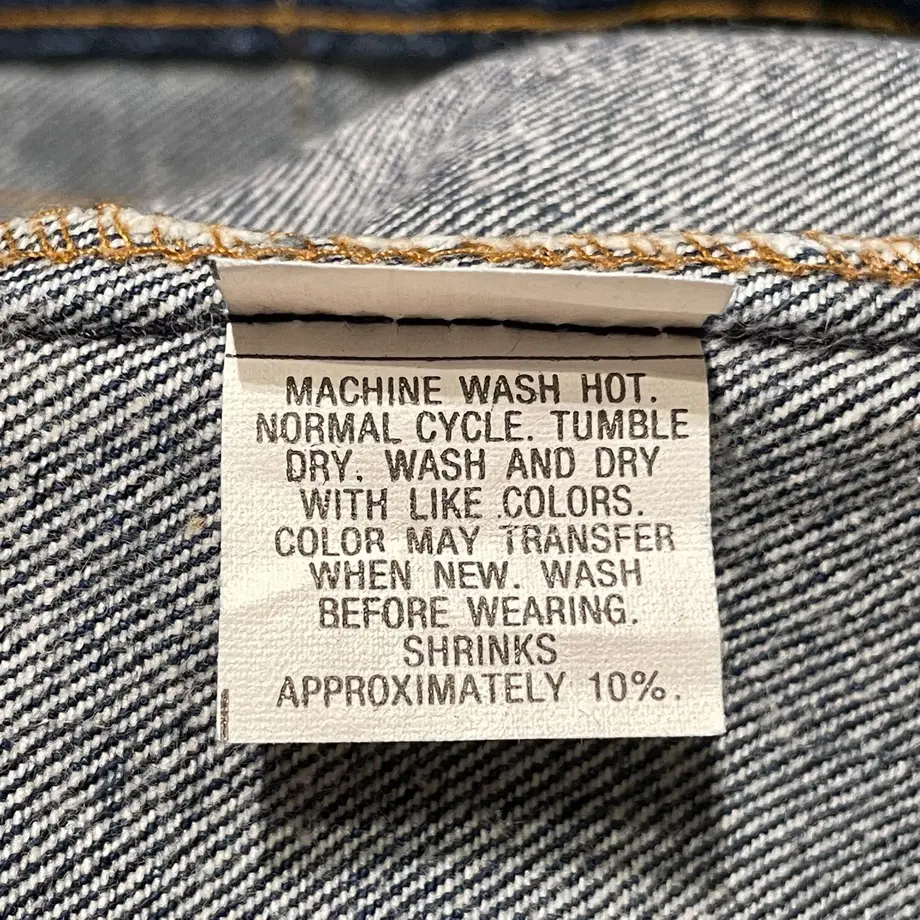 MACHINE WASH HOT.
NORMAL CYCLE. TUMBLE
DRY. WASH AND DRY
WITH LIKE COLORS.
COLOR MAY TRANSFER
WHEN NEW. WASH
BEFORE WEARING.
SHRINKS
APPROXIMATELY 10%.